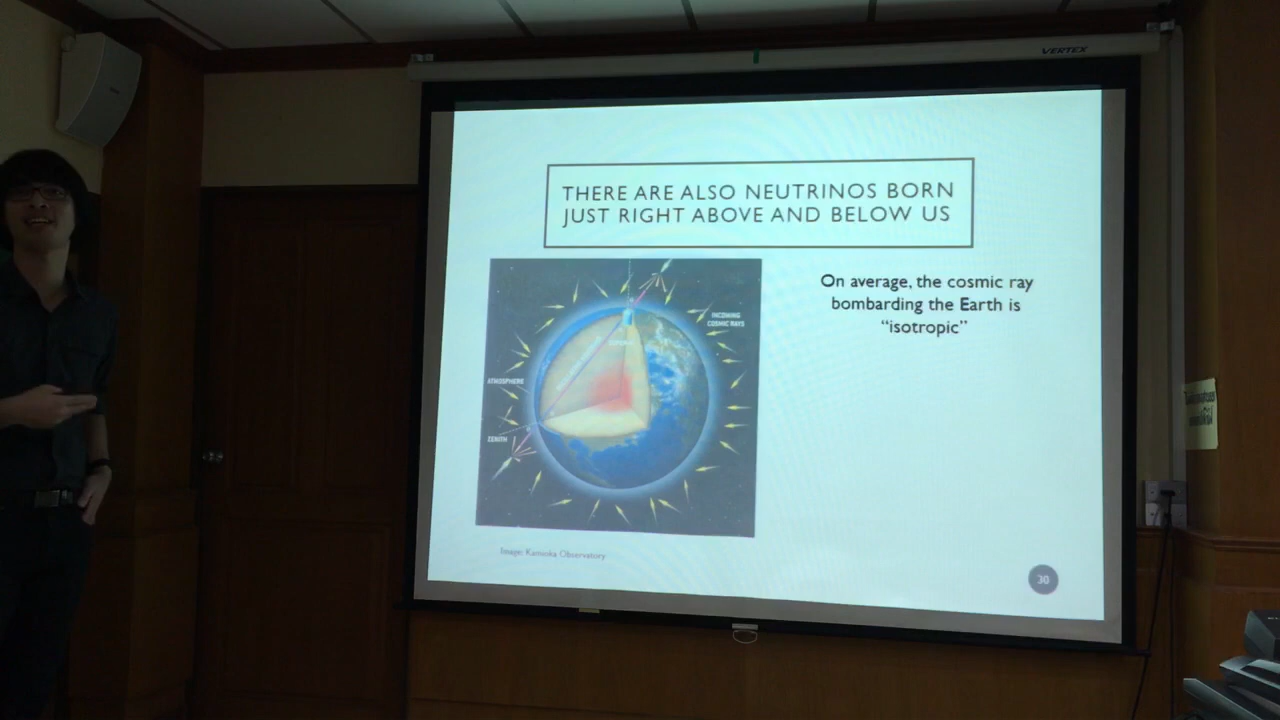 VERTEX
THERE ARE ALSO NEUTRINOS BORN
JUST RIGHT ABOVE AND BELOW US
On average, the cosmic ray
bombarding the Earth is
“isotropic”
INCOMING
COSMIC RAYS
ATMOSPHERE
ZENITH
Image: Kamioka Observatory
30